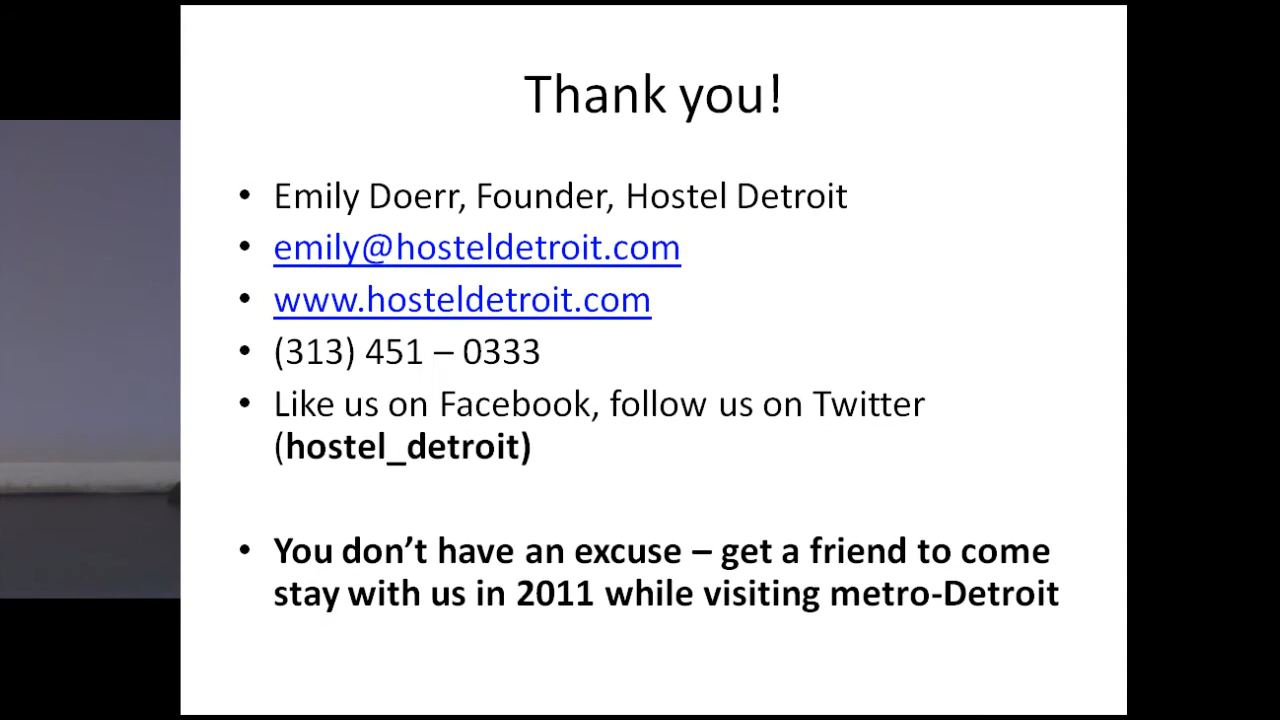 Thank you!
• Emily Doerr, Founder, Hostel Detroit
• emily@hosteldetroit.com
• www.hosteldetroit.com
• (313) 451 – 0333
• Like us on Facebook, follow us on Twitter
(hostel_detroit)
• You don’t have an excuse – get a friend to come
stay with us in 2011 while visiting metro-Detroit